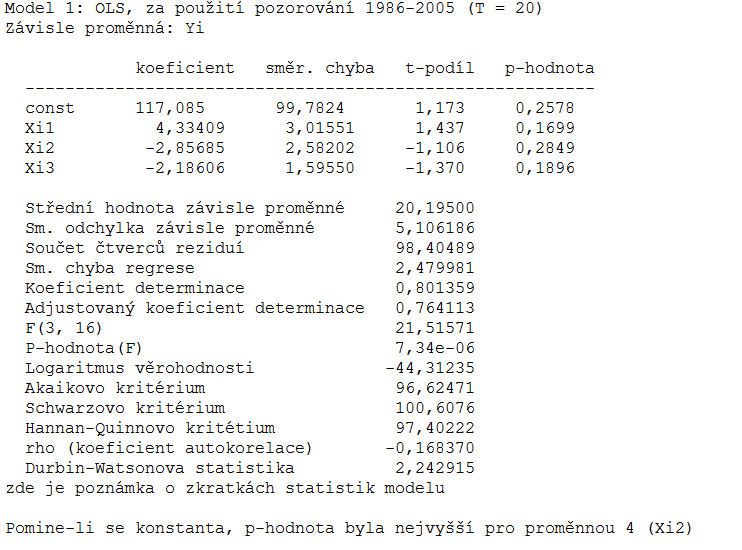 Model 1: OLS, za použití pozorování 1986-2005 (T = 20)
Závisle proměnná: Yi
koeficient směr. chyba t-podíl p-hodnota
---------------------------------------------------------
const 117,085 99,7824 1,173 0,2578
Xi1 4,33409 3,01551 1,437 0,1699
Xi2 -2,85685 2,58202 -1,106 0,2849
Xi3 -2,18606 1,59550 -1,370 0,1896
Střední hodnota závisle proměnné 20,19500
Sm. odchylka závisle proměnné 5,106186
Součet čtverců reziduí 98,40489
Sm. chyba regrese 2,479981
Koeficient determinace 0,801359
Adjustovaný koeficient determinace 0,764113
F(3, 16) 21,51571
P-hodnota(F) 7,34e-06
Logaritmus věrohodnosti -44,31235
Akaikovo kritérium 96,62471
Schwarzovo kritérium 100,6076
Hannan-Quinnovo kritétium 97,40222
rho (koeficient autokorelace) -0,168370
Durbin-Watsonova statistika 2,242915
zde je poznámka o zkratkách statistik modelu
Pomine-li se konstanta, p-hodnota byla nejvyšší pro proměnnou 4 (Xi2)